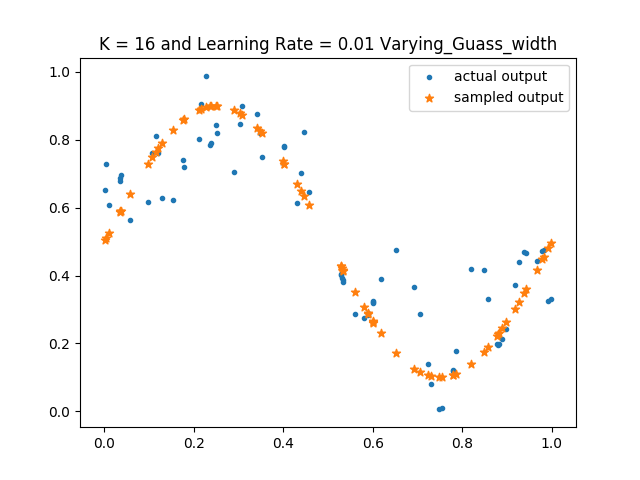 K = 16 and Learning Rate = 0.01 Varying_Guass_width
actual output
sampled output
1.0
0.8
0.6
0.4
0.2
0.0
0.0 0.2 0.4 0.6 0.8 1.0